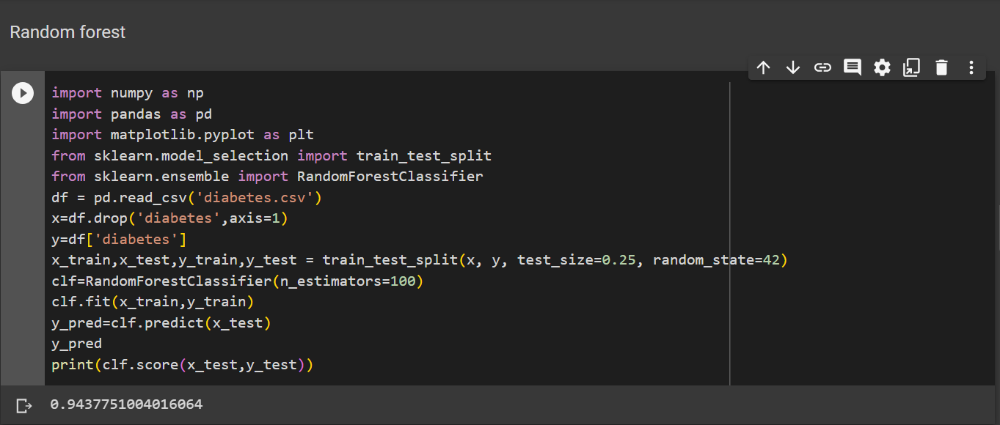 Random forest
import numpy as np
import pandas as pd
import matplotlib.pyplot as plt
from sklearn.model_selection import train_test_split
from sklearn.ensemble import RandomForestClassifier
df = pd.read_csv('diabetes.csv')
x=df.drop('diabetes',axis=1)
y=df['diabetes']
x_train,x_test,y_train,y_test = train_test_split(x, y, test_size=0.25, random_state=42)
clf=RandomForestClassifier(n_estimators=100)
clf.fit(x_train,y_train)
y_pred=clf.predict(x_test)
y_pred
print(clf.score(x_test,y_test))
0.9437751004016064